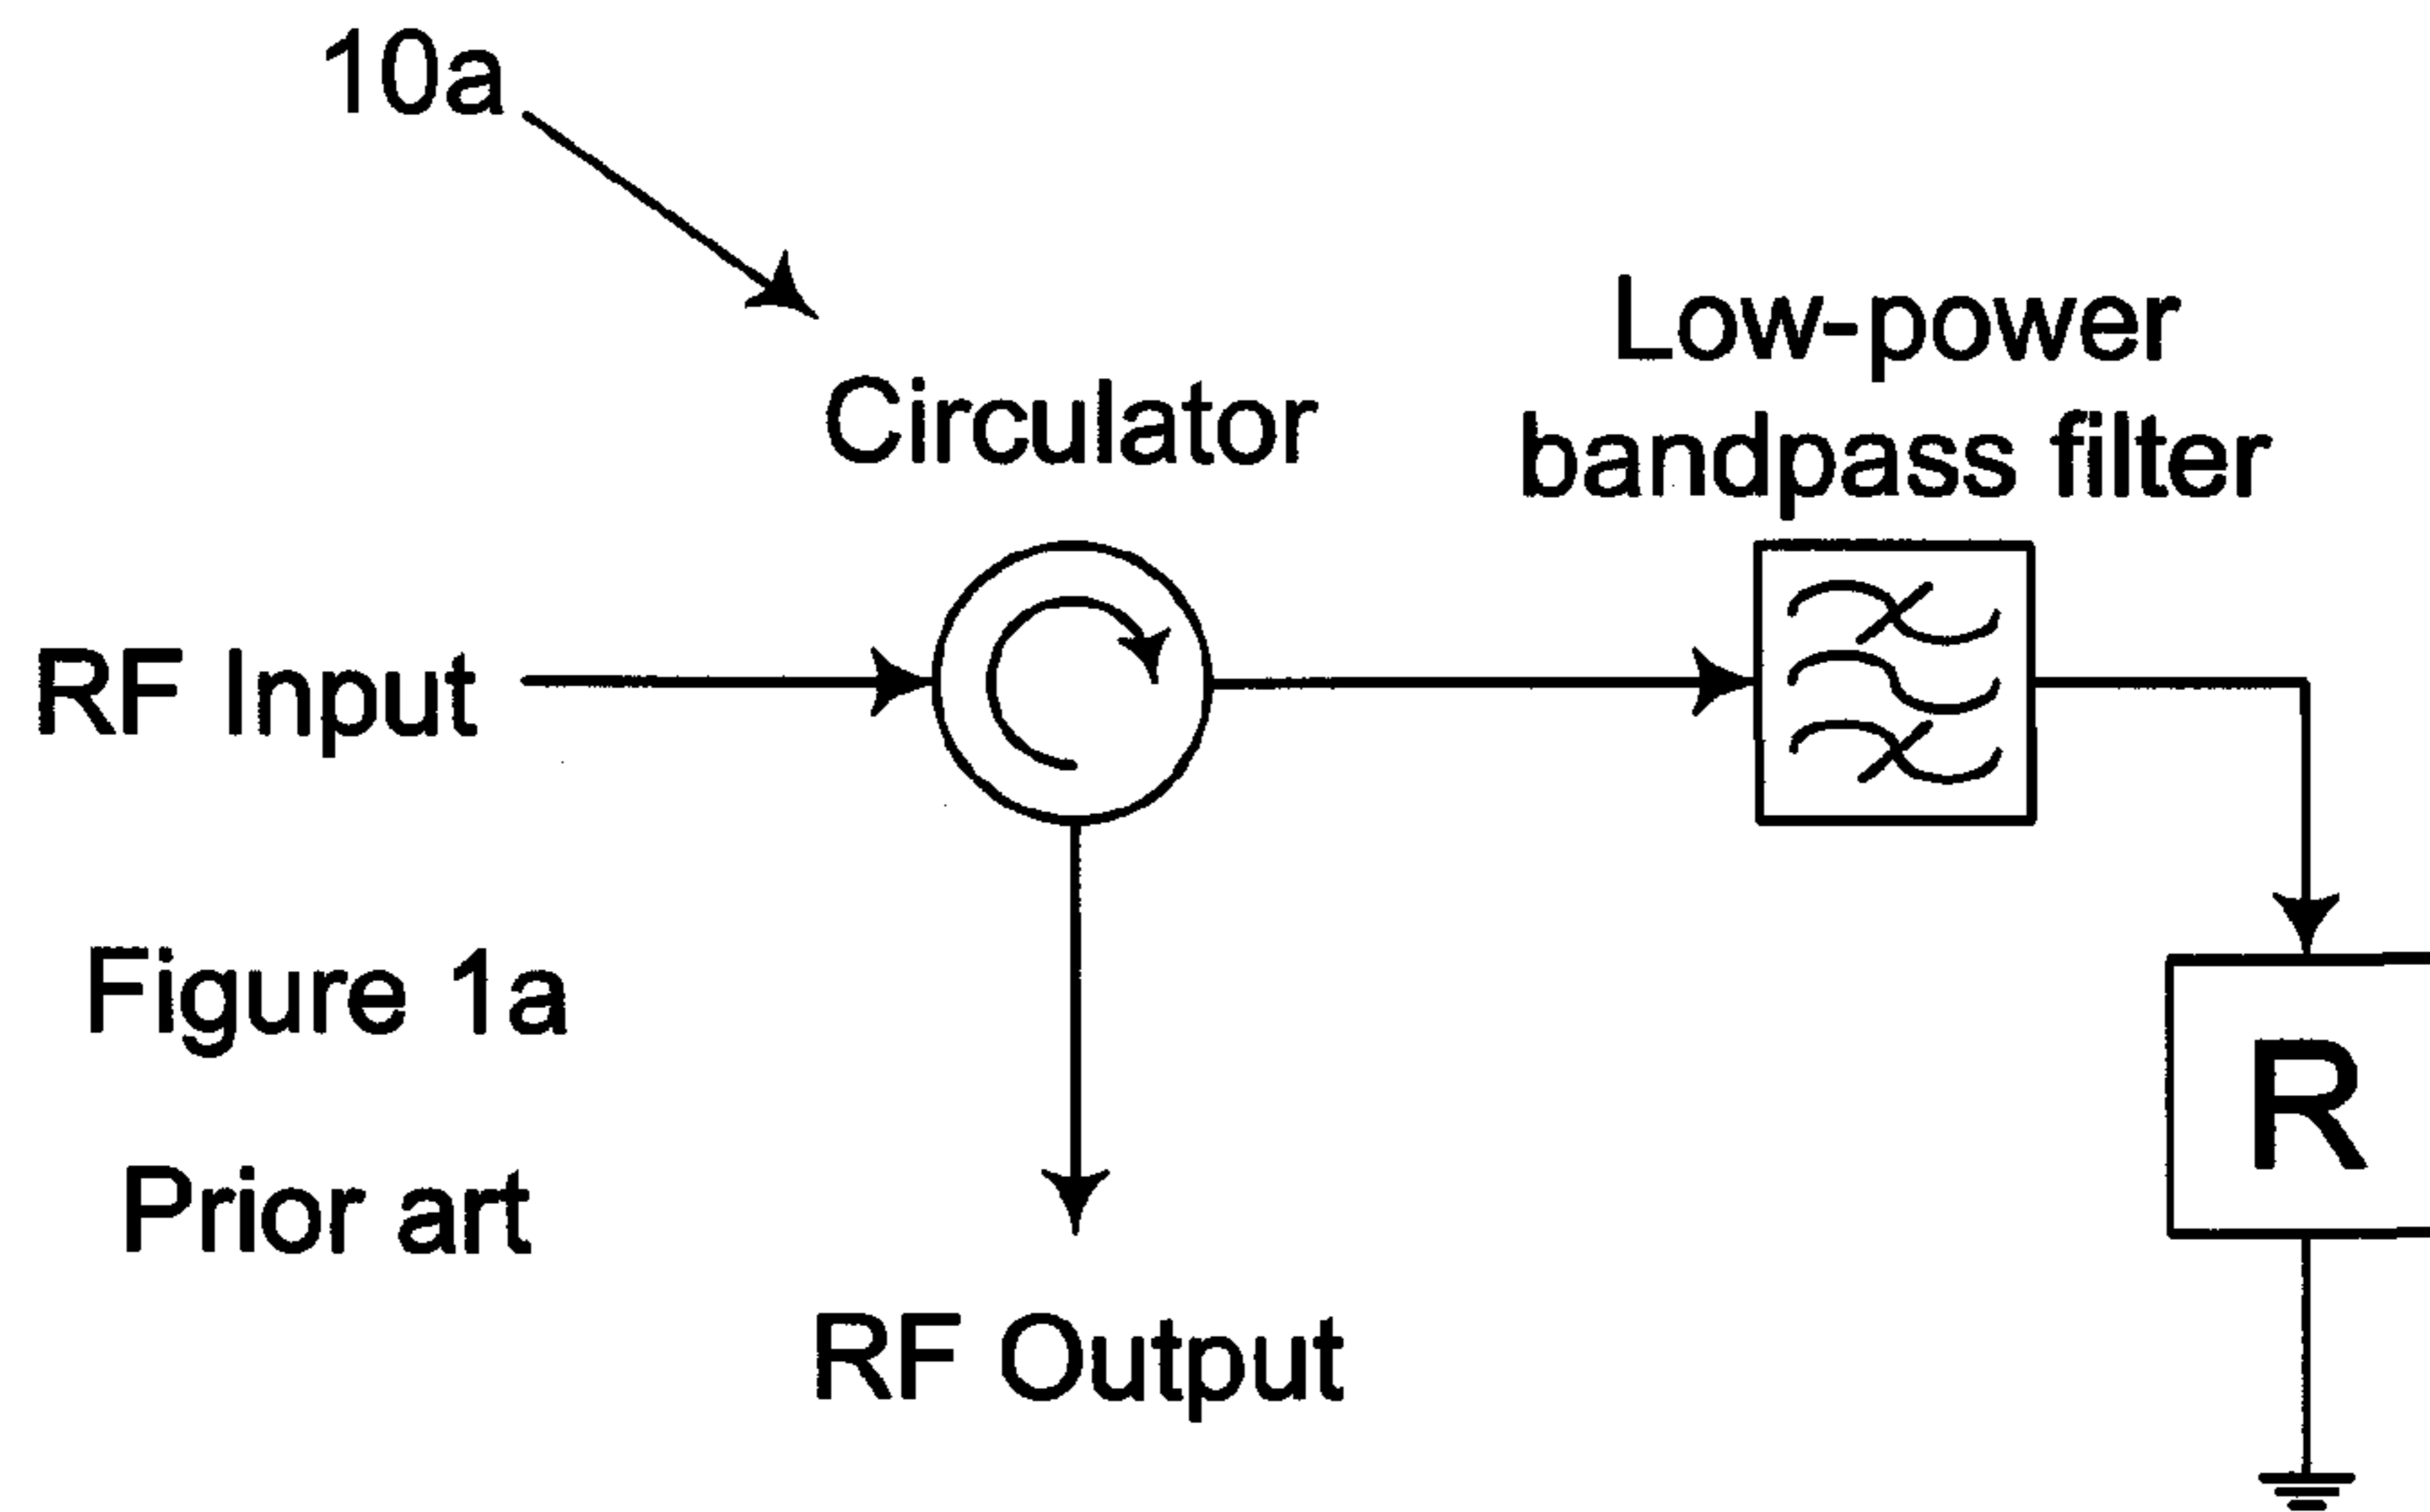 10a
Circulator
Low-power
bandpass filter
RF Input
Figure 1a
Prior art
R
RF Output